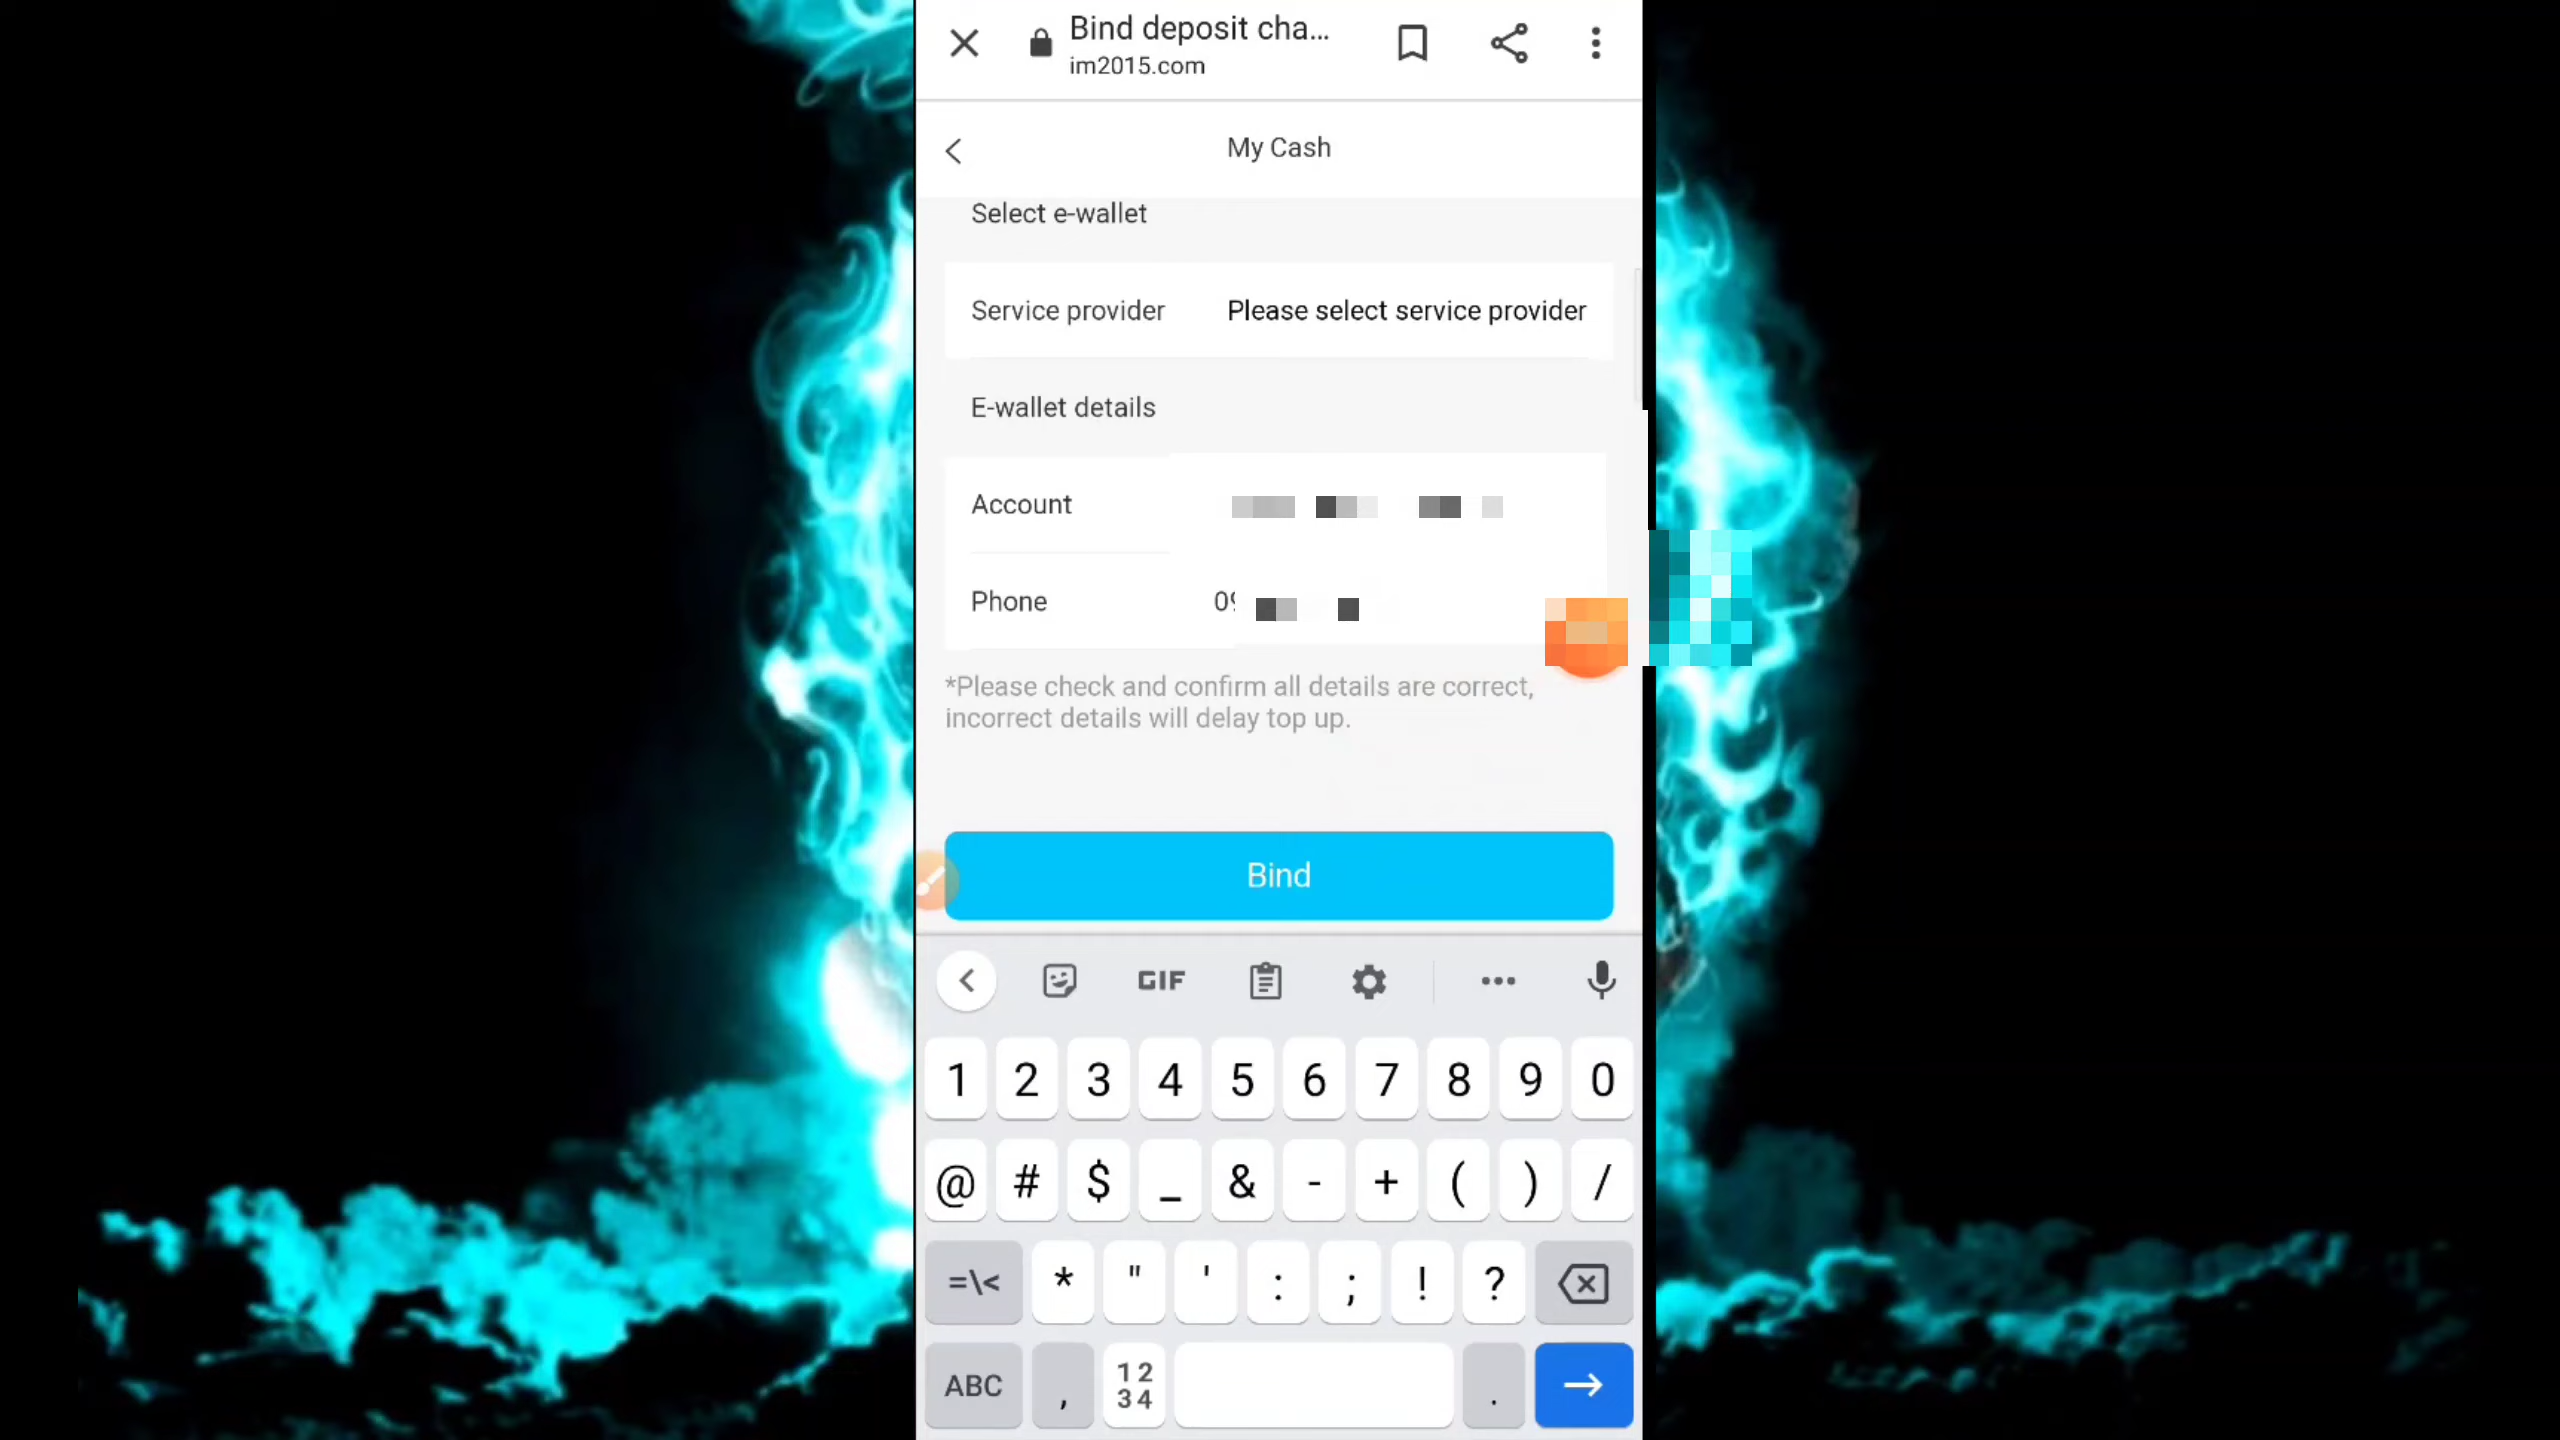 Bind deposit cha...
im2015.com
My Cash
Select e-wallet
Service provider Please select service provider
E-wallet details
Account
Phone 09
*Please check and confirm all details are correct,
incorrect details will delay top up.
Bind
GIF
1 2 3 4 5 6 7 8 9 0
@ # $ _ & - + ( ) /
=\< * " ' : ; ! ?
ABC , 12 34 .